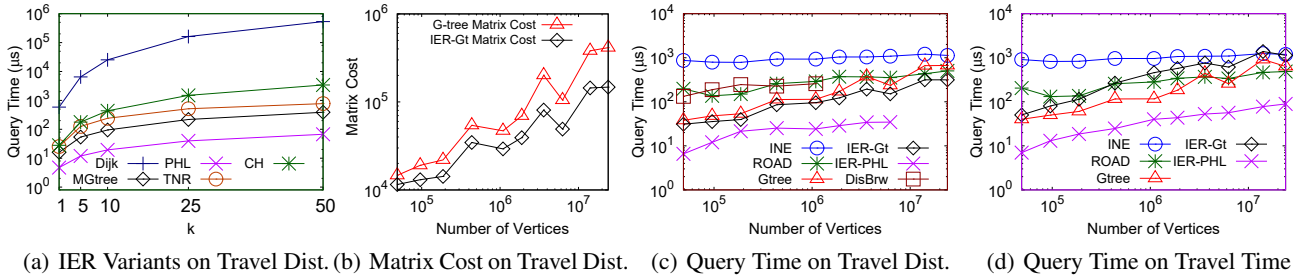 10^6
10^5
10^4
10^3
10^2
10^1
10^0
Query Time (μs)
Dijk
PHL
CH
MGtree
TNR
1
5
10
25
50
k
(a) IER Variants on Travel Dist.
10^6
10^5
10^4
Matrix Cost
G-tree Matrix Cost
IER-Gt Matrix Cost
10^5
10^6
10^7
Number of Vertices
(b) Matrix Cost on Travel Dist.
10^4
10^3
10^2
10^1
10^0
Query Time (μs)
INE
IER-Gt
ROAD
IER-PHL
Gtree
DisBrw
10^5
10^6
10^7
Number of Vertices
(c) Query Time on Travel Dist.
10^4
10^3
10^2
10^1
10^0
Query Time (μs)
INE
IER-Gt
ROAD
IER-PHL
Gtree
10^5
10^6
10^7
Number of Vertices
(d) Query Time on Travel Time